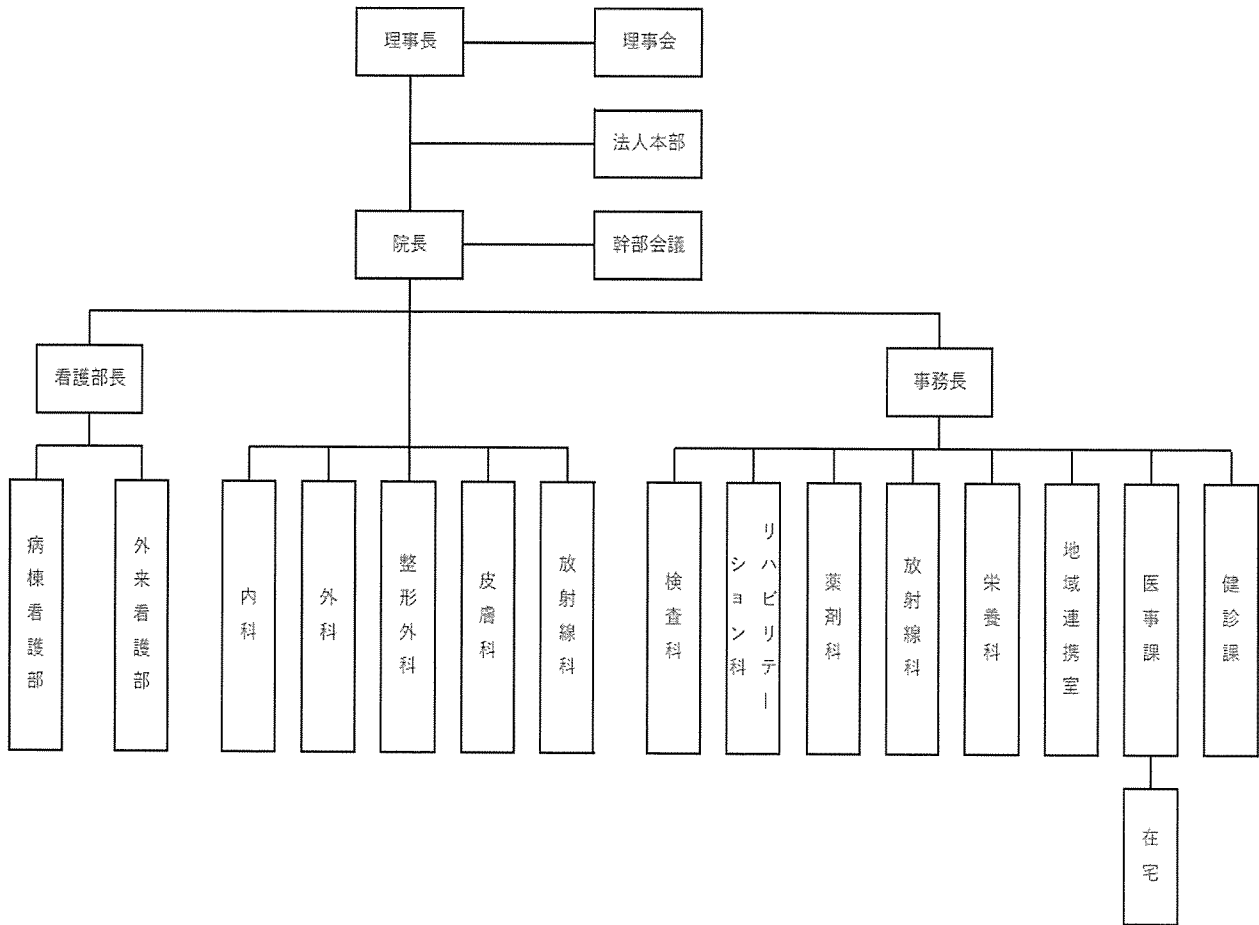 理事長
理事会
法人本部
院長
幹部会議
看護部長
事務長
病棟看護部
外来看護部
内科
外科
整形外科
皮膚科
放射線科
検査科
リハビリテー
ション科
薬剤科
放射線科
栄養科
地域連携室
医事課
健診課
在宅